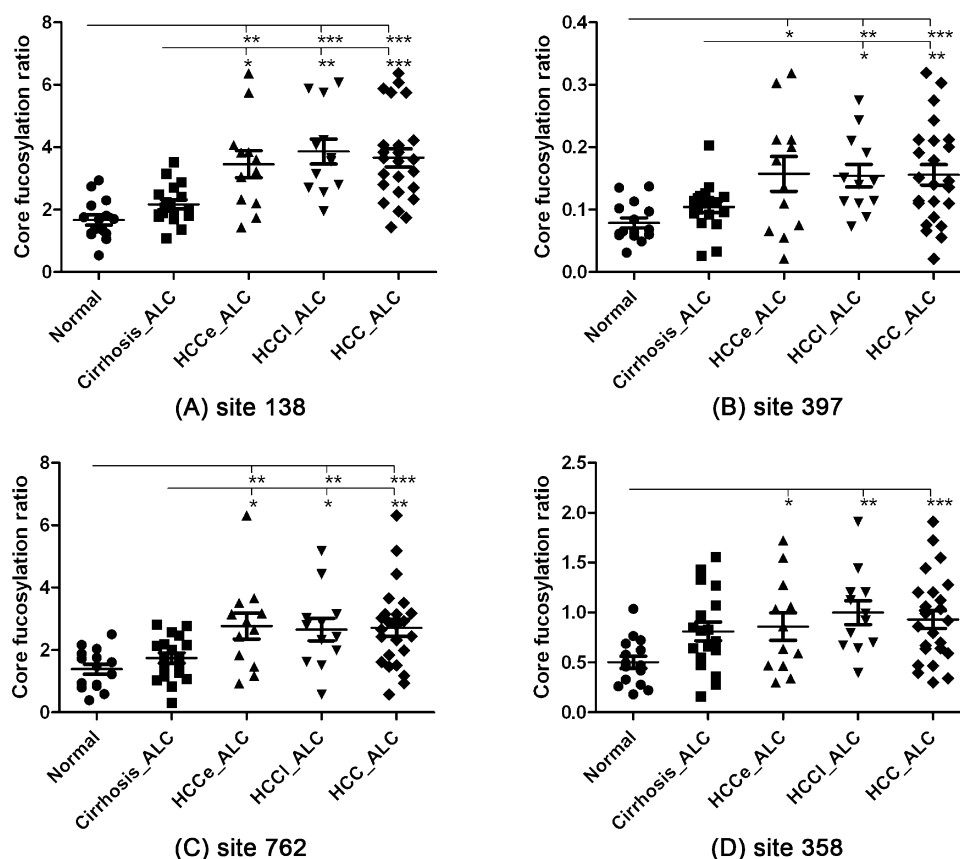 Core fucosylation ratio
8
6
4
2
0
** *** ***
* ** ***
Normal
Cirrhosis_ALC
HCCe_ALC
HCCl_ALC
HCC_ALC
(A) site 138
Core fucosylation ratio
0.4
0.3
0.2
0.1
0.0
* ** ***
* **
Normal
Cirrhosis_ALC
HCCe_ALC
HCCl_ALC
HCC_ALC
(B) site 397
Core fucosylation ratio
8
6
4
2
0
** ** ***
* * **
Normal
Cirrhosis_ALC
HCCe_ALC
HCCl_ALC
HCC_ALC
(C) site 762
Core fucosylation ratio
2.5
2.0
1.5
1.0
0.5
0.0
* ** ***
Normal
Cirrhosis_ALC
HCCe_ALC
HCCl_ALC
HCC_ALC
(D) site 358